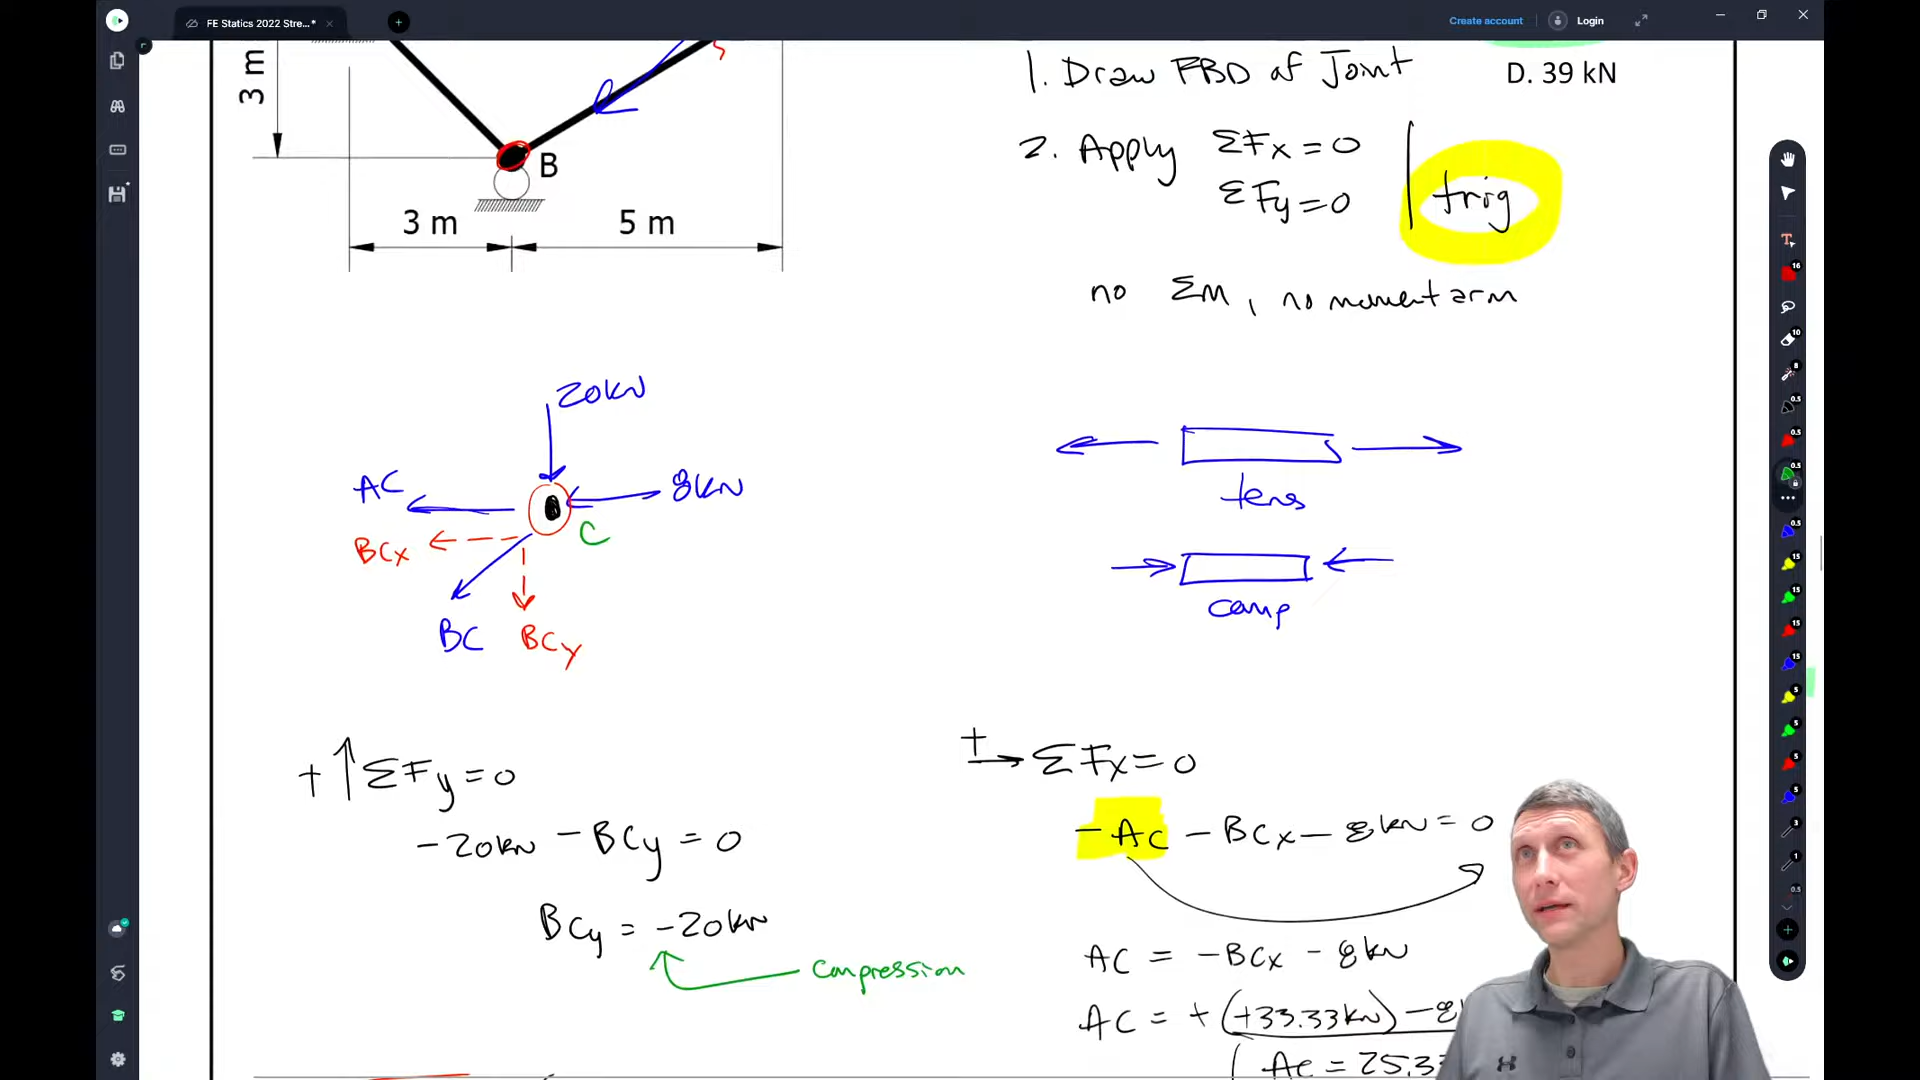 FE Statics 2022 Stre...*
Create account
Login
3 m
B
3 m
5 m
1. Draw FBD of Joint
D. 39 kN
2. Apply ΣFx = 0
ΣFy = 0
trig
no ΣM, no moment arm
20kN
AC
8kN
BCx
C
BC
BCy
tens
comp
+ ↑ ΣFy = 0
-20kN - BCy = 0
BCy = -20kN
Compression
+ → ΣFx = 0
- AC - BCx - 8kN = 0
AC = -BCx - 8kN
AC = + (+33.33kN) - 8
AC = 25.3